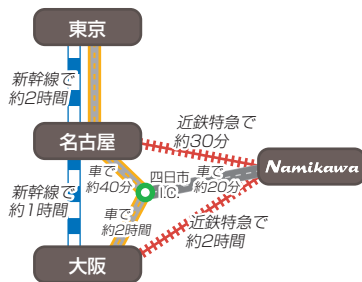 東京
新幹線で
約2時間
近鉄特急で
約30分
名古屋
車で
約40分
四日市
I.C.
車で
約20分
Namikawa
新幹線で
約1時間
車で
約2時間
近鉄特急で
約2時間
大阪